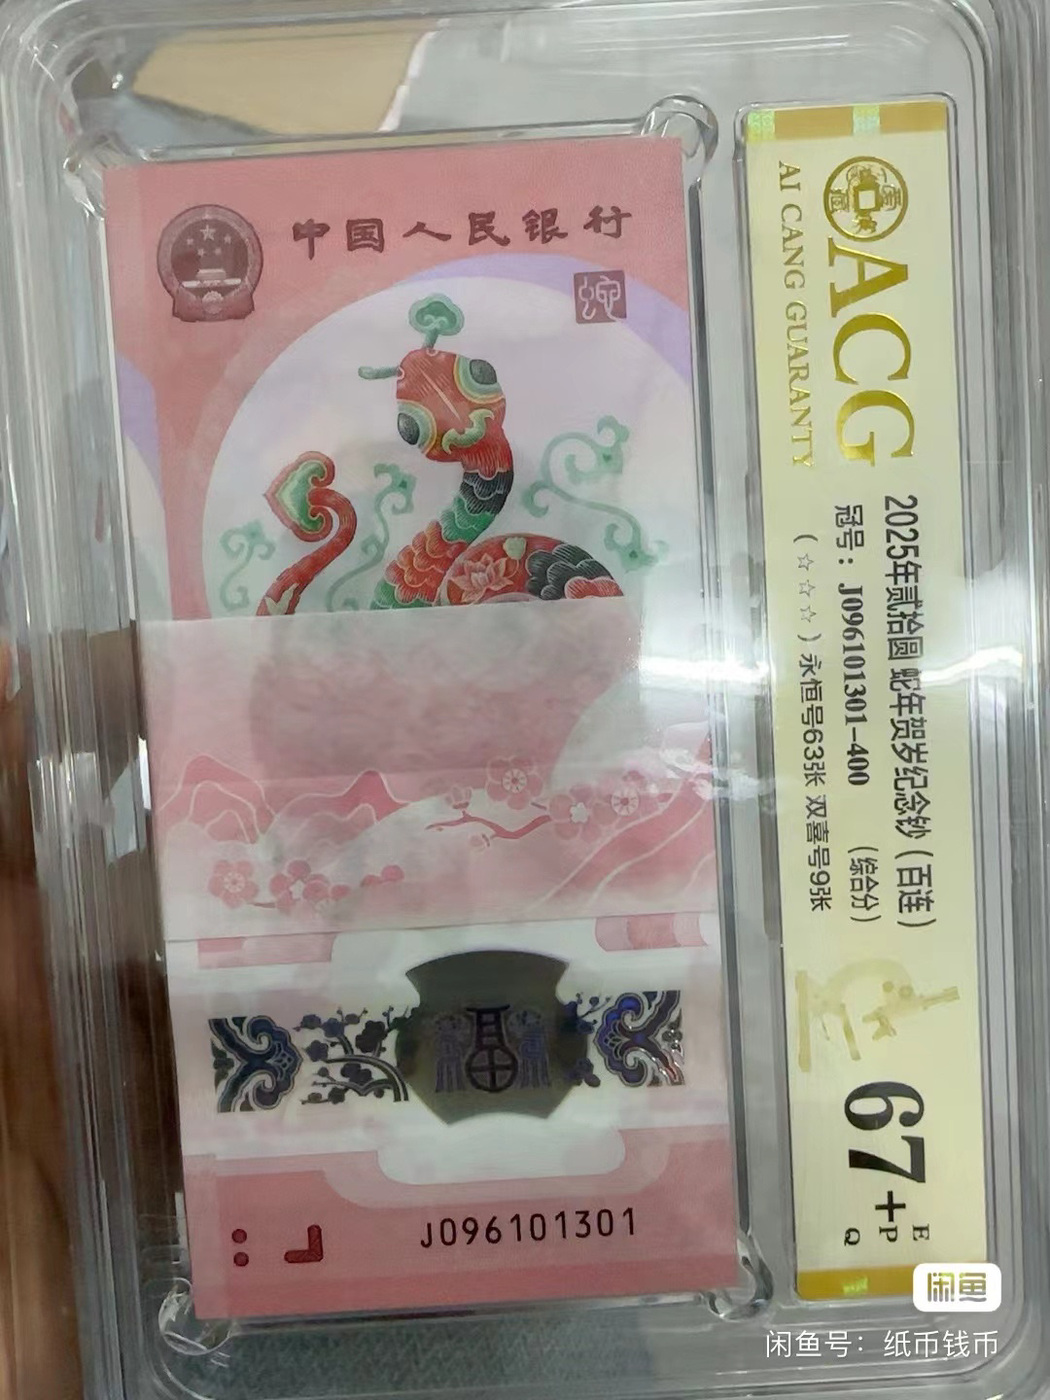 中国人民银行
蛇
福
J096101301
ACG
AI CANG GUARANTY
2025年贰拾圆 蛇年贺岁纪念钞（百连）
冠号：J096101301-400 （综合分）
（☆☆☆）永恒号63张 双喜号9张
67+
EPQ
闲鱼
闲鱼号：纸币钱币